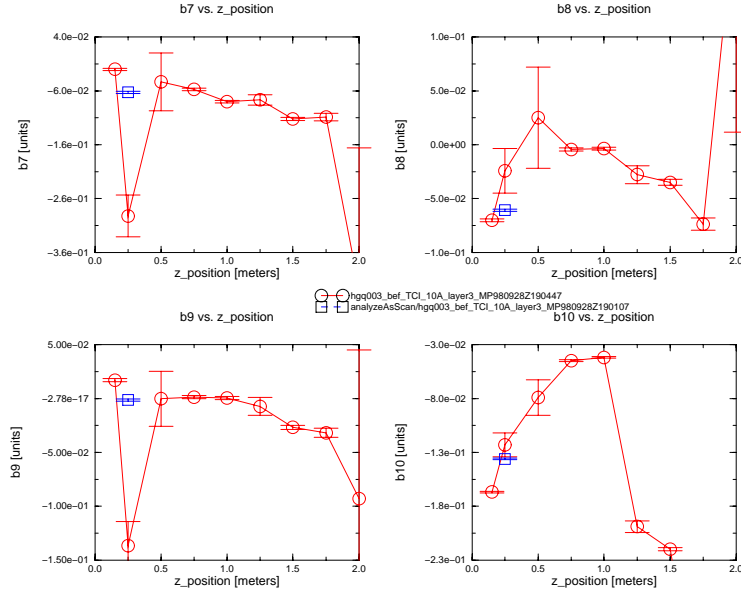 b7 vs. z_position
4.0e−02
−6.0e−02
−1.6e−01
−2.6e−01
−3.6e−01
b7 [units]
0.0 0.5 1.0 1.5 2.0
z_position [meters]
b8 vs. z_position
1.0e−01
5.0e−02
0.0e+00
−5.0e−02
−1.0e−01
b8 [units]
0.0 0.5 1.0 1.5 2.0
z_position [meters]
hgq003_bef_TCI_10A_layer3_MP980928Z190447
analyzeAsScan/hgq003_bef_TCI_10A_layer3_MP980928Z190107
b9 vs. z_position
5.00e−02
−2.78e−17
−5.00e−02
−1.00e−01
−1.50e−01
b9 [units]
0.0 0.5 1.0 1.5 2.0
z_position [meters]
b10 vs. z_position
−3.0e−02
−8.0e−02
−1.3e−01
−1.8e−01
−2.3e−01
b10 [units]
0.0 0.5 1.0 1.5 2.0
z_position [meters]